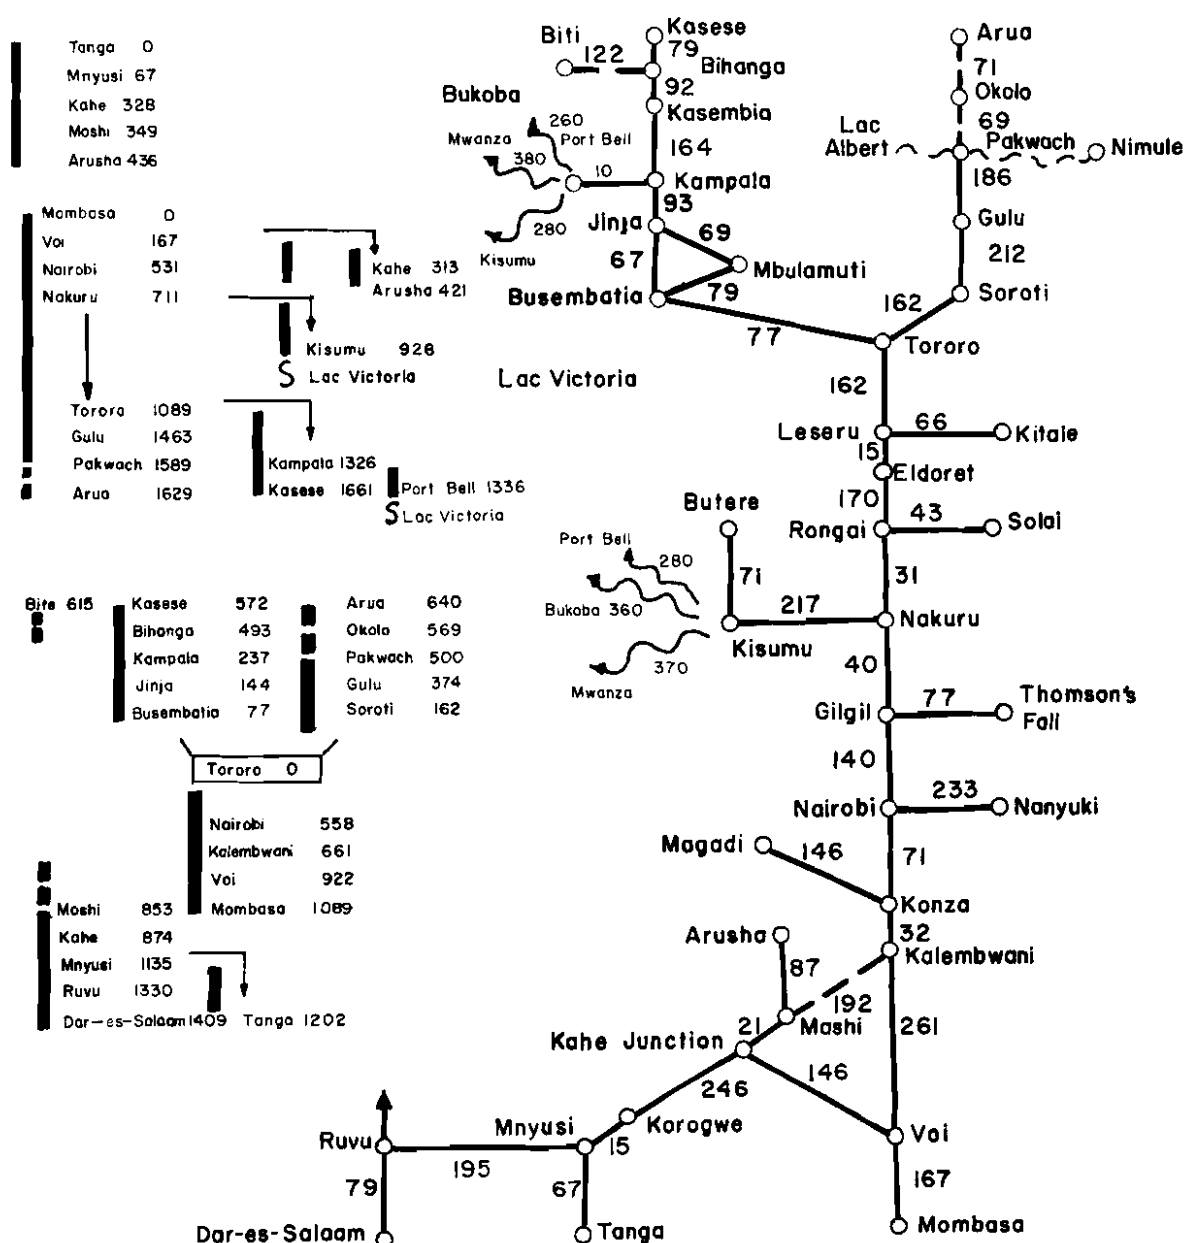 Tanga 0
Mnyusi 67
Kahe 328
Moshi 349
Arusha 436
Mombasa 0
Voi 167
Nairobi 531
Nakuru 711
Kahe 313
Arusha 421
Kisumu 928
Lac Victoria
Tororo 1089
Gulu 1463
Pakwach 1589
Arua 1629
Kampala 1326
Kasese 1661
Port Bell 1336
Lac Victoria
Bite 615
Kasese 572
Bihanga 493
Kampala 237
Jinja 144
Busembatia 77
Arua 640
Okolo 569
Pakwach 500
Gulu 374
Soroti 162
Tororo 0
Nairobi 558
Kalembwani 661
Voi 922
Mombasa 1089
Moshi 853
Kahe 874
Mnyusi 1135
Ruvu 1330
Dar-es-Salaam 1409
Tanga 1202
Kasese
79
Biti
122
Bihanga
92
Kasembia
164
Bukoba
260
Port Bell
Mwanza
380
10
Kampala
280
Kisumu
93
Jinja
69
67
Mbulamuti
79
Busembatia
77
Arua
71
Okolo
69
Lac
Albert
Pakwach
Nimule
186
Gulu
212
Soroti
162
Tororo
Lac Victoria
162
Leseru
66
Kitale
15
Eldoret
170
Rongai
43
Solai
Butere
71
31
Port Bell
280
Bukoba 360
217
Nakuru
Kisumu
370
Mwanza
40
Gilgil
77
Thomson's
Fall
140
Nairobi
233
Nanyuki
71
Magadi
146
Konza
32
Kalembwani
Arusha
87
192
Mashi
21
Kahe Junction
261
246
146
Korogwe
Mnyusi
15
Ruvu
195
Voi
79
67
167
Dar-es-Salaam
Tanga
Mombasa